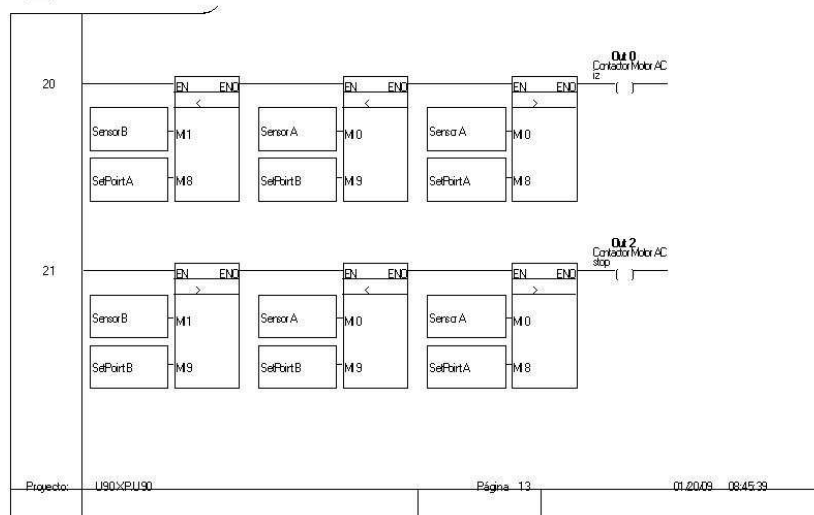 Out 0
Contactor Motor AC
iz
20
EN ENO
EN ENO
EN ENO
<
<
>
( )
Sensor B
MI1
Sensor A
MI0
Sensor A
MI0
SetPoint A
MI8
SetPoint B
MI9
SetPoint A
MI8
Out 2
Contactor Motor AC
stop
21
EN ENO
EN ENO
EN ENO
>
<
>
( )
Sensor B
MI1
Sensor A
MI0
Sensor A
MI0
SetPoint B
MI9
SetPoint B
MI9
SetPoint A
MI8
Proyecto: U90XP.U90 Página 13 01/20/09 08:45:39